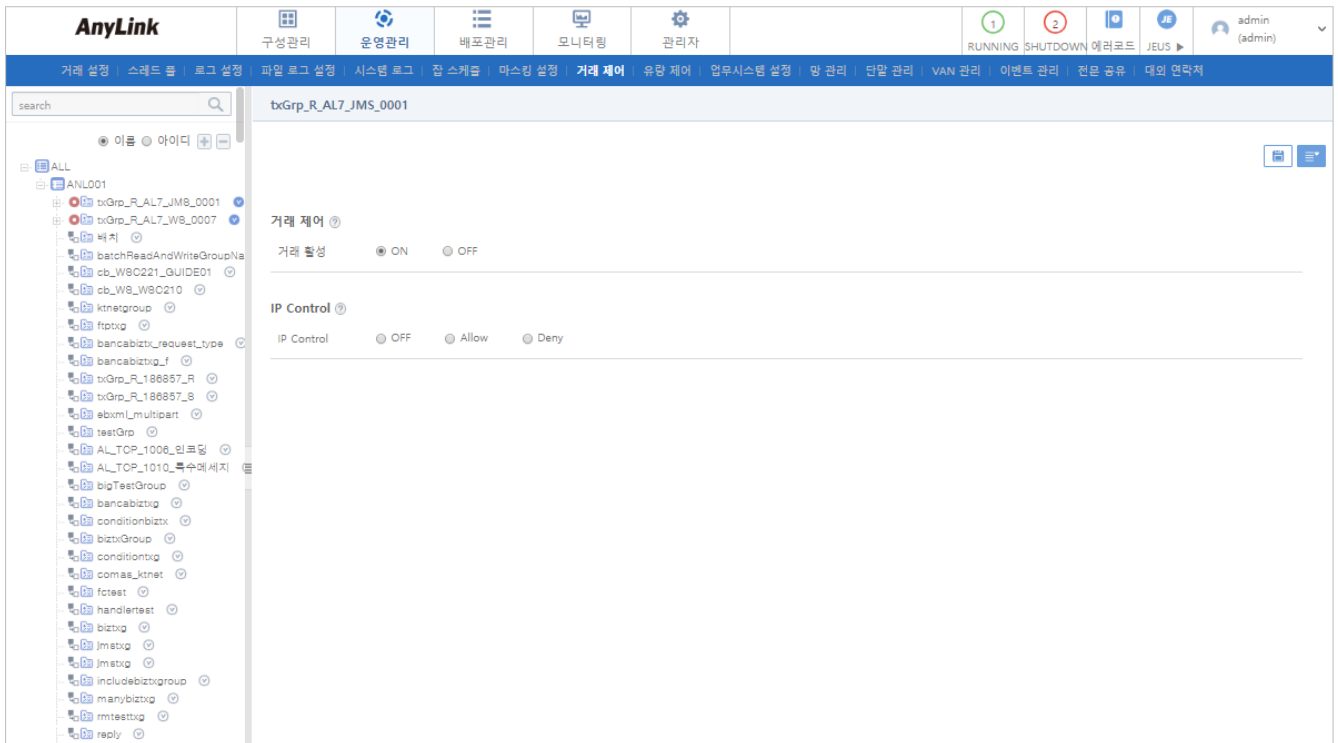 AnyLink
구성관리 운영관리 배포관리 모니터링 관리자
1 RUNNING 2 SHUTDOWN 에러코드 JE JEUS ▶ admin (admin)
거래 설정 | 스레드 풀 | 로그 설정 | 파일 로그 설정 | 시스템 로그 | 잡 스케줄 | 마스킹 설정 | 거래 제어 | 유량 제어 | 업무시스템 설정 | 망 관리 | 단말 관리 | VAN 관리 | 이벤트 관리 | 전문 공유 | 대외 연락처
search
txGrp_R_AL7_JMS_0001
이름 아이디
ALL
ANL001
txGrp_R_AL7_JMS_0001
txGrp_R_AL7_WS_0007
배치
batchReadAndWriteGroupNa
cb_WSC221_GUIDE01
cb_WS_WSC210
ktnetgroup
ftptxg
bancabiztx_request_type
bancabiztxg_f
txGrp_R_186857_R
txGrp_R_186857_S
ebxml_multipart
testGrp
AL_TCP_1006_인코딩
AL_TCP_1010_특수메세지
bigTestGroup
bancabiztxg
conditionbiztx
biztxGroup
conditiontxg
comas_ktnet
fctest
handlertest
biztxg
jmstxg
jmstxg
includebiztxgroup
manybiztxg
rmtesttxg
reply
거래 제어
거래 활성 ON OFF
IP Control
IP Control OFF Allow Deny